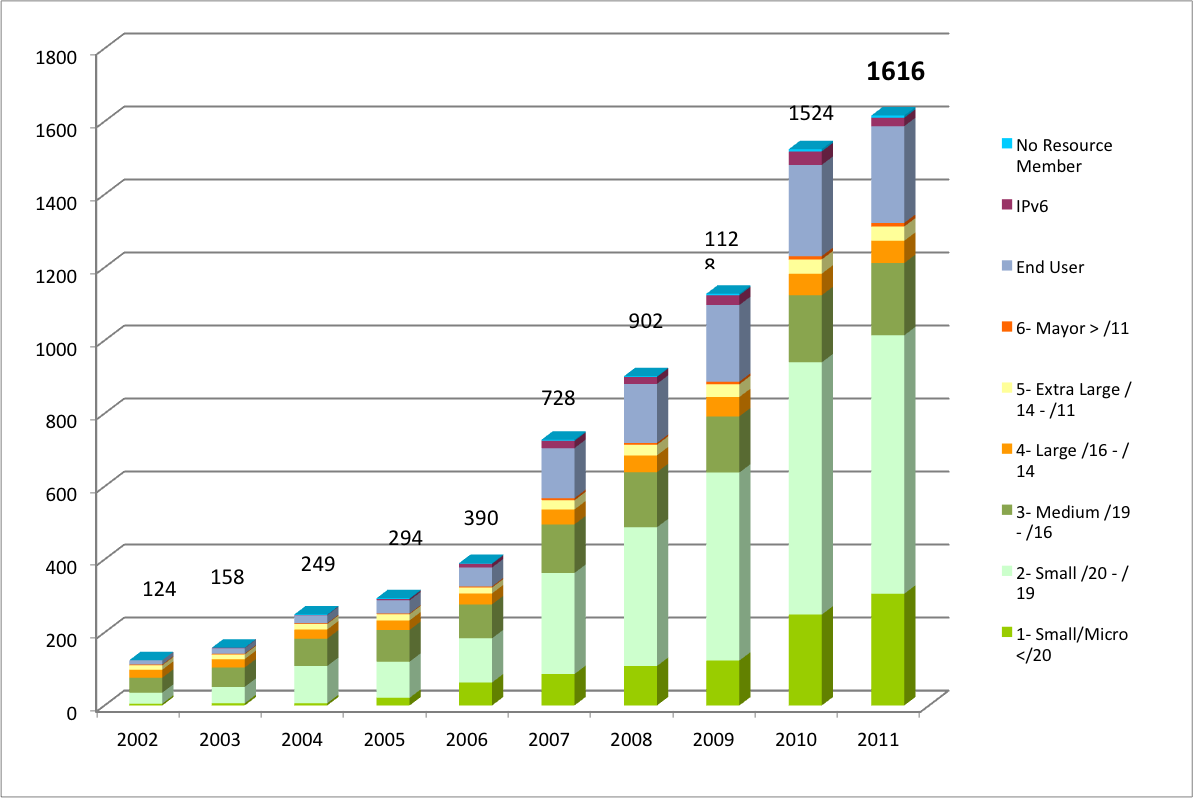 1800
1600
1400
1200
1000
800
600
400
200
0
124
158
249
294
390
728
902
112
8
1524
1616
2002 2003 2004 2005 2006 2007 2008 2009 2010 2011
No Resource
Member
IPv6
End User
6- Mayor > /11
5- Extra Large /
14 - /11
4- Large /16 - /
14
3- Medium /19
- /16
2- Small /20 - /
19
1- Small/Micro
</20